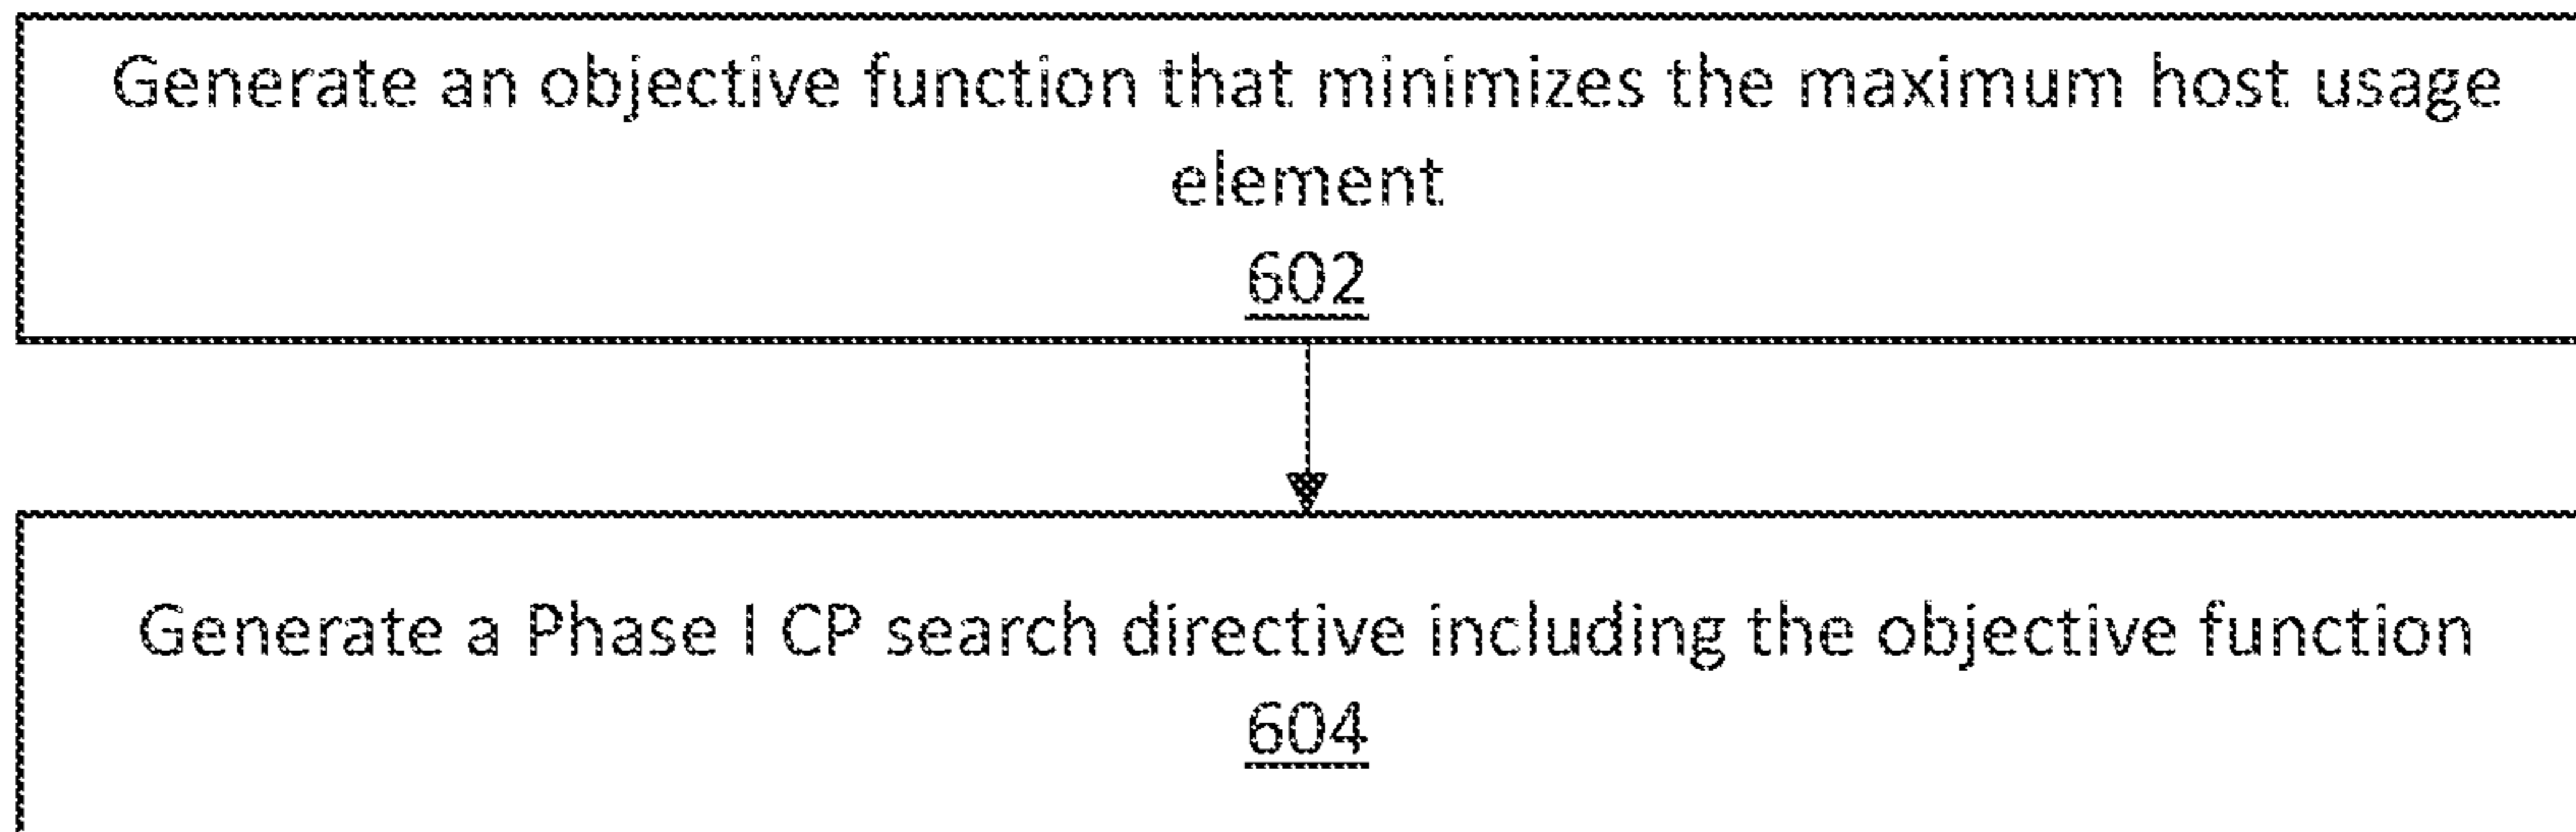 Generate an objective function that minimizes the maximum host usage
element
602
Generate a Phase I CP search directive including the objective function
604